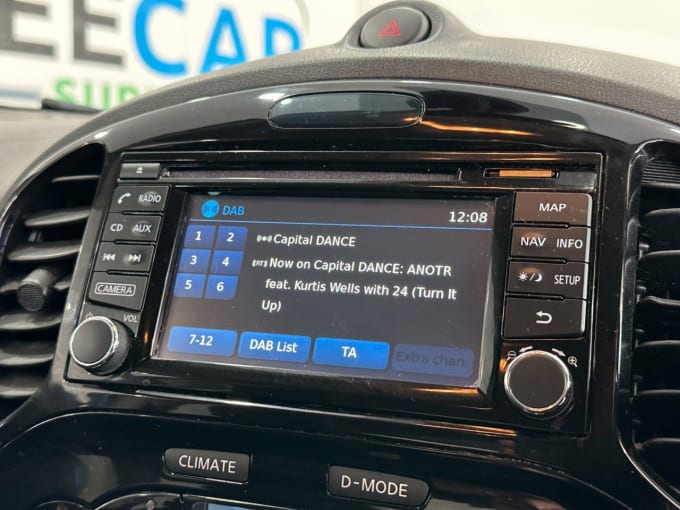 EECAR
SU
DAB
12:08
1 2
3 4
5 6
Capital DANCE
Now on Capital DANCE: ANOTR
feat. Kurtis Wells with 24 (Turn It
Up)
7-12
DAB List
TA
Extra chan.
RADIO
CD AUX
CAMERA
VOL
MAP
NAV INFO
SETUP
CLIMATE
D-MODE